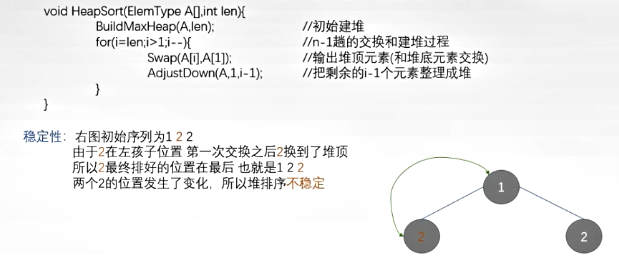 void HeapSort(ElemType A[],int len){
BuildMaxHeap(A,len); //初始建堆
for(i=len;i>1;i--){ //n-1趟的交换和建堆过程
Swap(A[i],A[1]); //输出堆顶元素(和堆底元素交换)
AdjustDown(A,1,i-1); //把剩余的i-1个元素整理成堆
}
}
稳定性：右图初始序列为1 2 2
由于2在左孩子位置 第一次交换之后2换到了堆顶
所以2最终排好的位置在最后 也就是1 2 2
两个2的位置发生了变化，所以堆排序不稳定
1
2 2